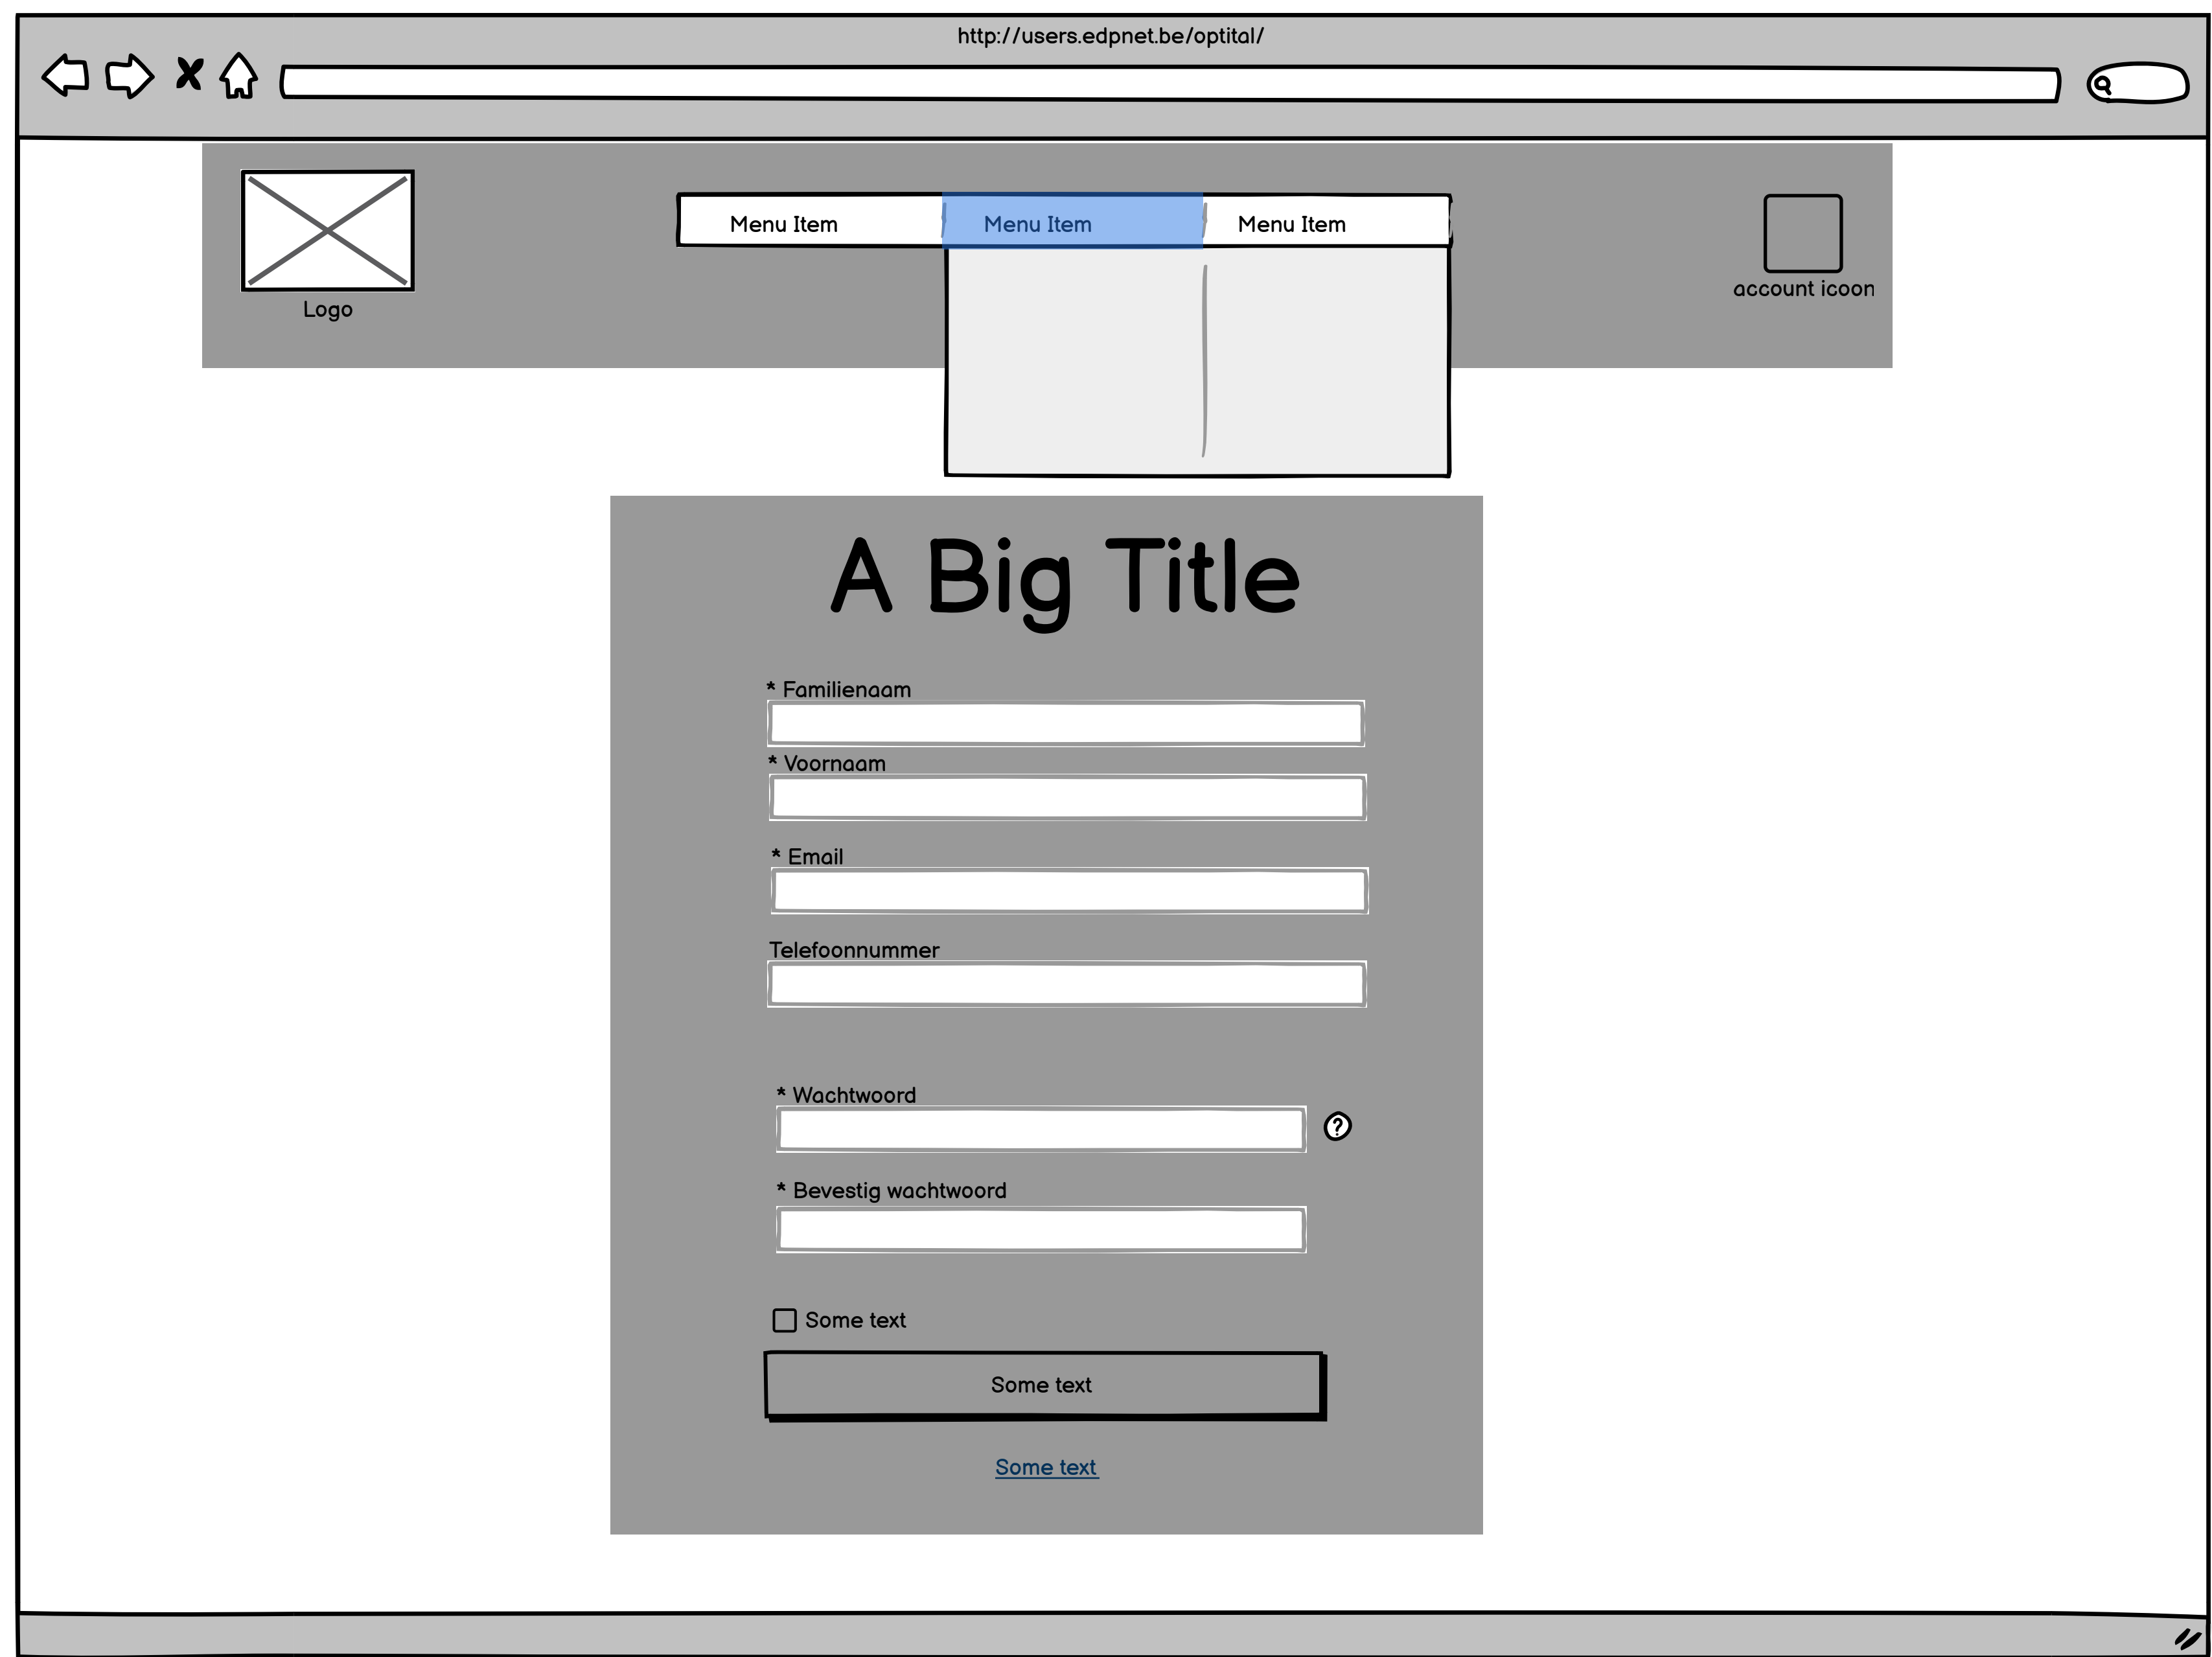 http://users.edpnet.be/optital/
Menu Item Menu Item Menu Item
Logo
account icoon
A Big Title
* Familienaam
* Voornaam
* Email
Telefoonnummer
* Wachtwoord
?
* Bevestig wachtwoord
Some text
Some text
Some text